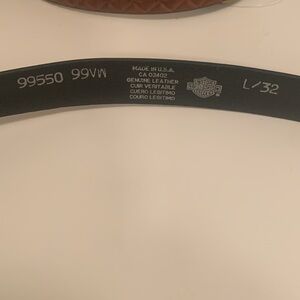 99550 99VM
MADE IN U.S.A.
CA 03402
GENUINE LEATHER
CUIR VERITABLE
CUERO LEGITIMO
COURO LEGITIMO
L/32